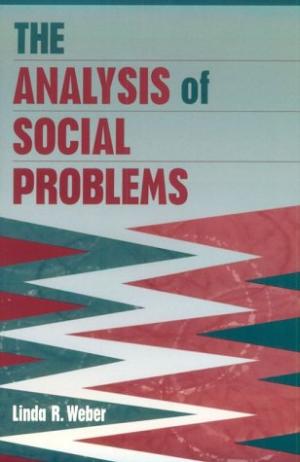 THE
ANALYSIS of
SOCIAL
PROBLEMS
Linda R. Weber